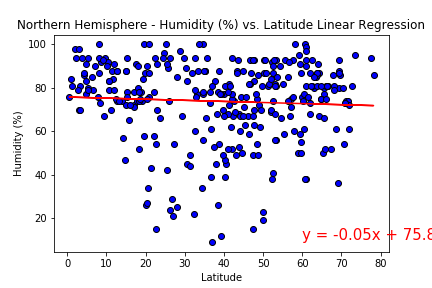 Northern Hemisphere - Humidity (%) vs. Latitude Linear Regression
100
80
60
40
20
Humidity (%)
y = -0.05x + 75.8
0 10 20 30 40 50 60 70 80
Latitude